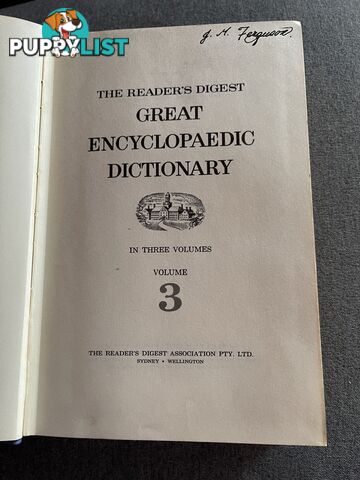 PUPPYLIST
J. M. Ferguson.
THE READER'S DIGEST
GREAT
ENCYCLOPAEDIC
DICTIONARY
IN THREE VOLUMES
VOLUME
3
THE READER'S DIGEST ASSOCIATION PTY. LTD.
SYDNEY • WELLINGTON